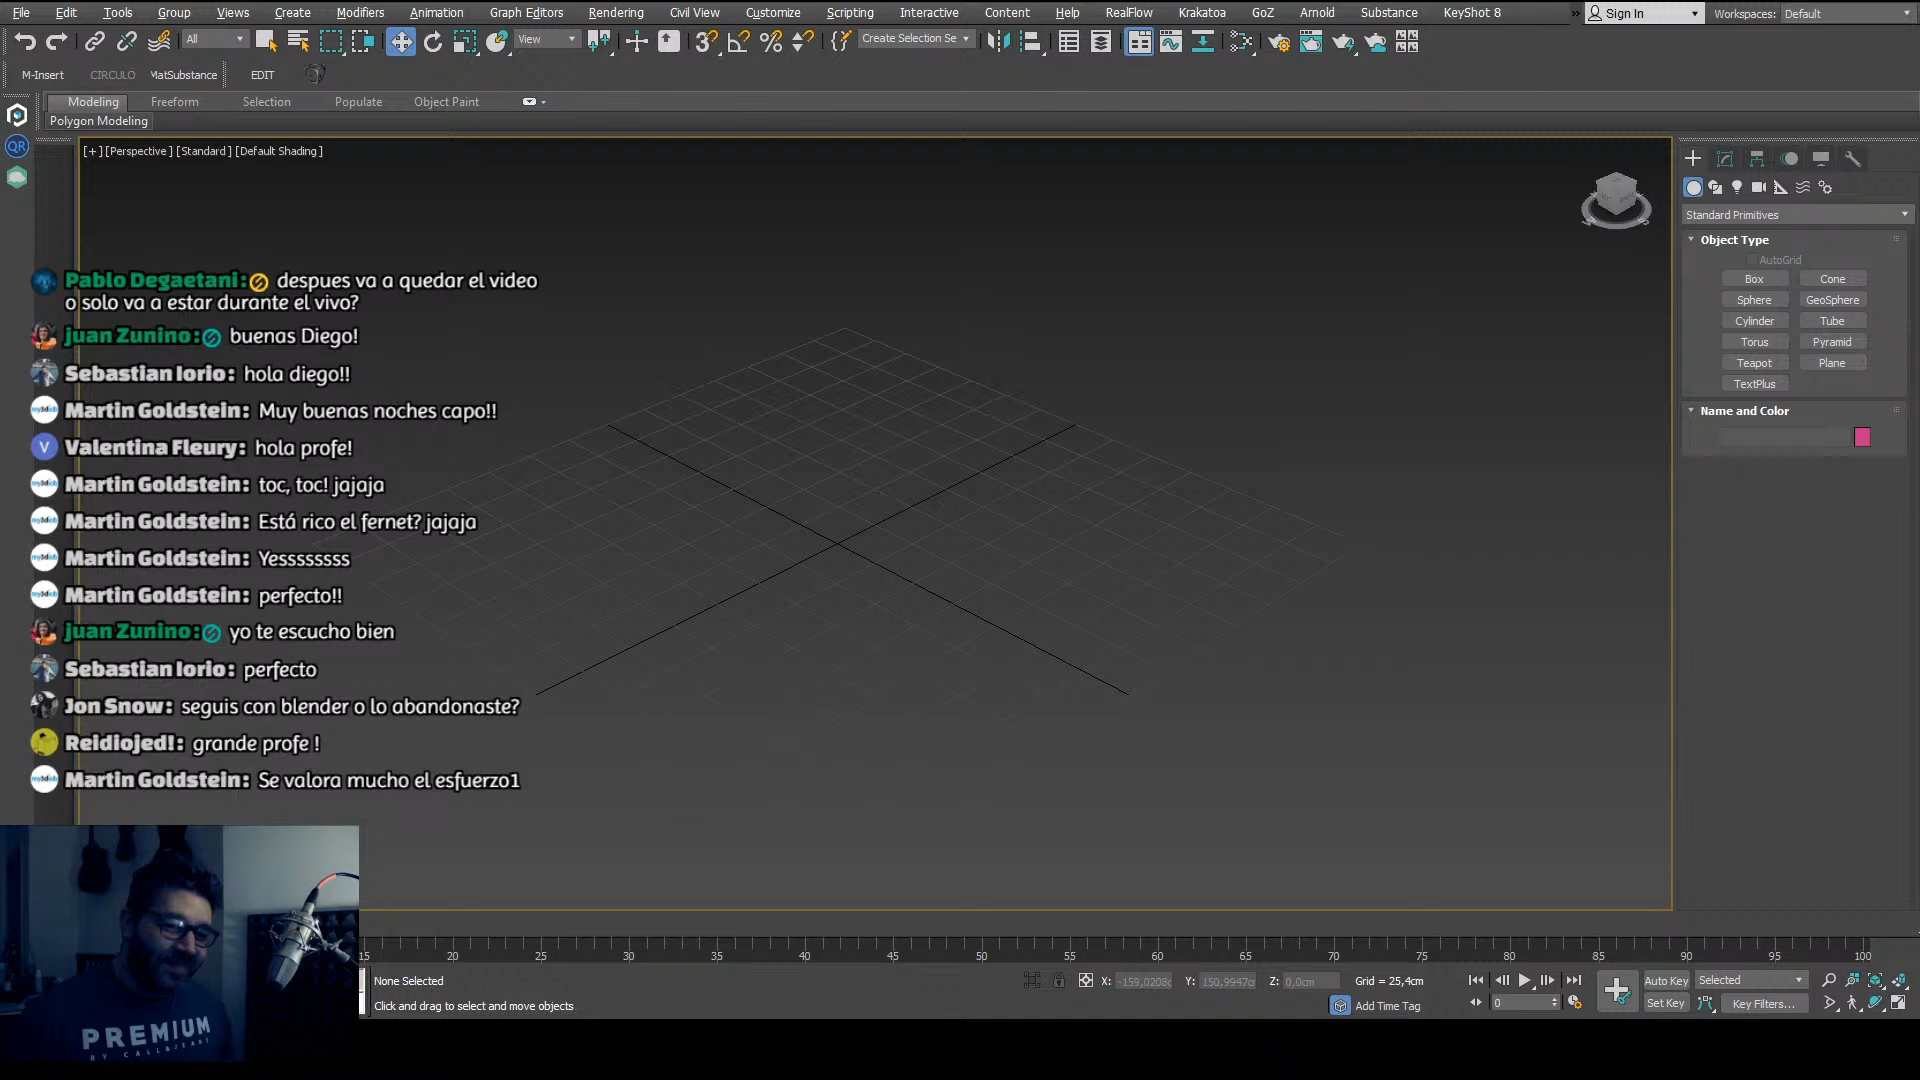 File Edit Tools Group Views Create Modifiers Animation Graph Editors Rendering Civil View Customize Scripting Interactive Content Help RealFlow Krakatoa GoZ Arnold Substance KeyShot 8 » Sign In Workspaces: Default
All View Create Selection Se
M-Insert CIRCULO MatSubstance EDIT
Modeling Freeform Selection Populate Object Paint
Polygon Modeling
QR
[+] [Perspective] [Standard] [Default Shading]
Standard Primitives
Object Type
AutoGrid
Box Cone
Sphere GeoSphere
Cylinder Tube
Torus Pyramid
Teapot Plane
TextPlus
Name and Color
Pablo Degaetani: despues va a quedar el video
o solo va a estar durante el vivo?
juan Zunino: buenas Diego!
Sebastian Iorio: hola diego!!
Martin Goldstein: Muy buenas noches capo!!
V Valentina Fleury: hola profe!
Martin Goldstein: toc, toc! jajaja
Martin Goldstein: Está rico el fernet? jajaja
Martin Goldstein: Yessssssss
Martin Goldstein: perfecto!!
juan Zunino: yo te escucho bien
Sebastian Iorio: perfecto
Jon Snow: seguis con blender o lo abandonaste?
Reidiojed!: grande profe !
Martin Goldstein: Se valora mucho el esfuerzo1
PREMIUM
15 20 25 30 35 40 45 50 55 60 65 70 75 80 85 90 95 100
None Selected X: -159,0208c Y: 150,9947c Z: 0,0cm Grid = 25,4cm Auto Key Selected
Click and drag to select and move objects Add Time Tag 0 Set Key Key Filters...